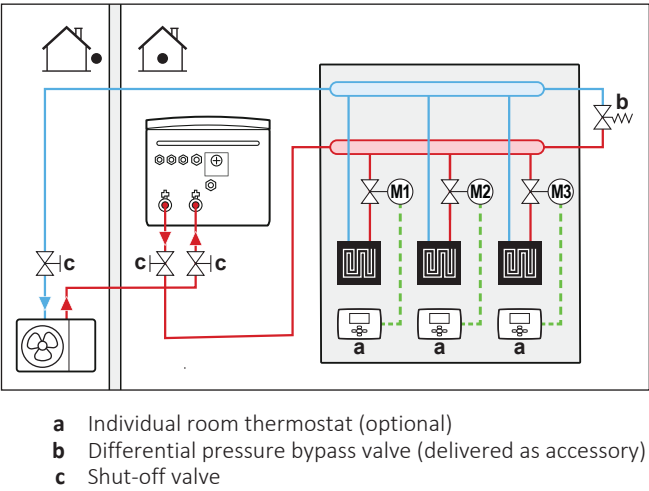 b
M1 M2 M3
c c c
a a a
a Individual room thermostat (optional)
b Differential pressure bypass valve (delivered as accessory)
c Shut-off valve